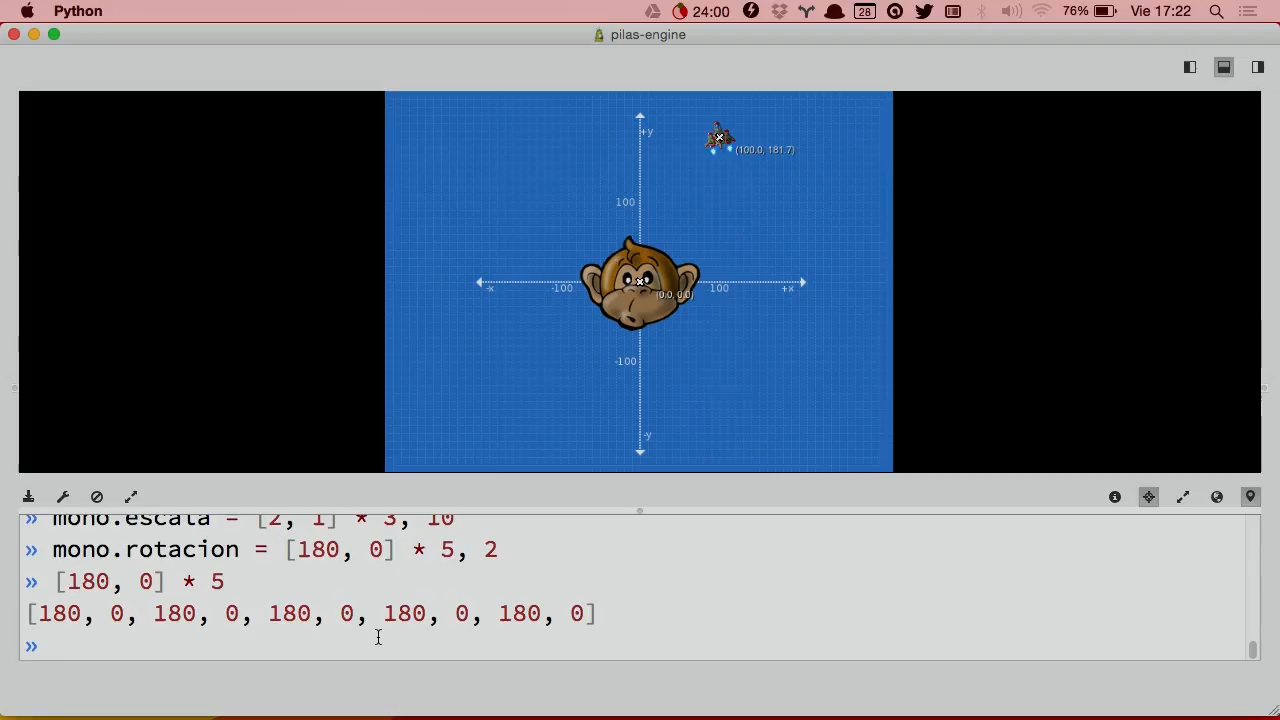 Python 24:00 28 76% Vie 17:22
pilas-engine
+y
(100.0, 181.7)
100
-x -100 (0.0, 0.0) 100 +x
-100
-y
» mono.escala = [2, 1] * 3, 10
» mono.rotacion = [180, 0] * 5, 2
» [180, 0] * 5
[180, 0, 180, 0, 180, 0, 180, 0, 180, 0]
»